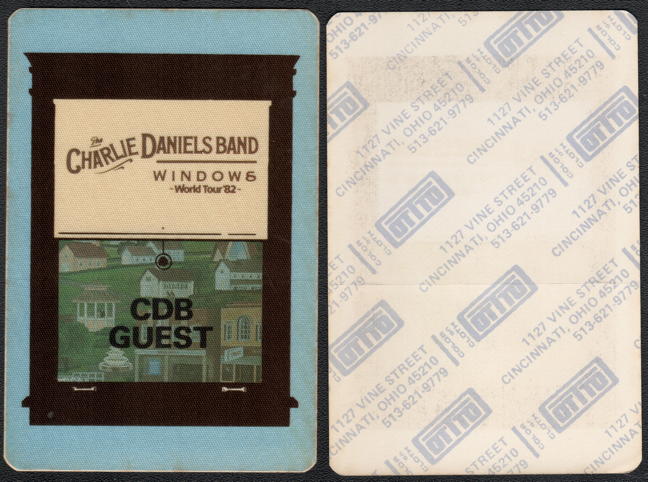 The
CHARLIE DANIELS BAND
WINDOWS
- World Tour '82 -
CDB
GUEST
OTTO
1127 VINE STREET
CINCINNATI, OHIO 45210
513-621-9779